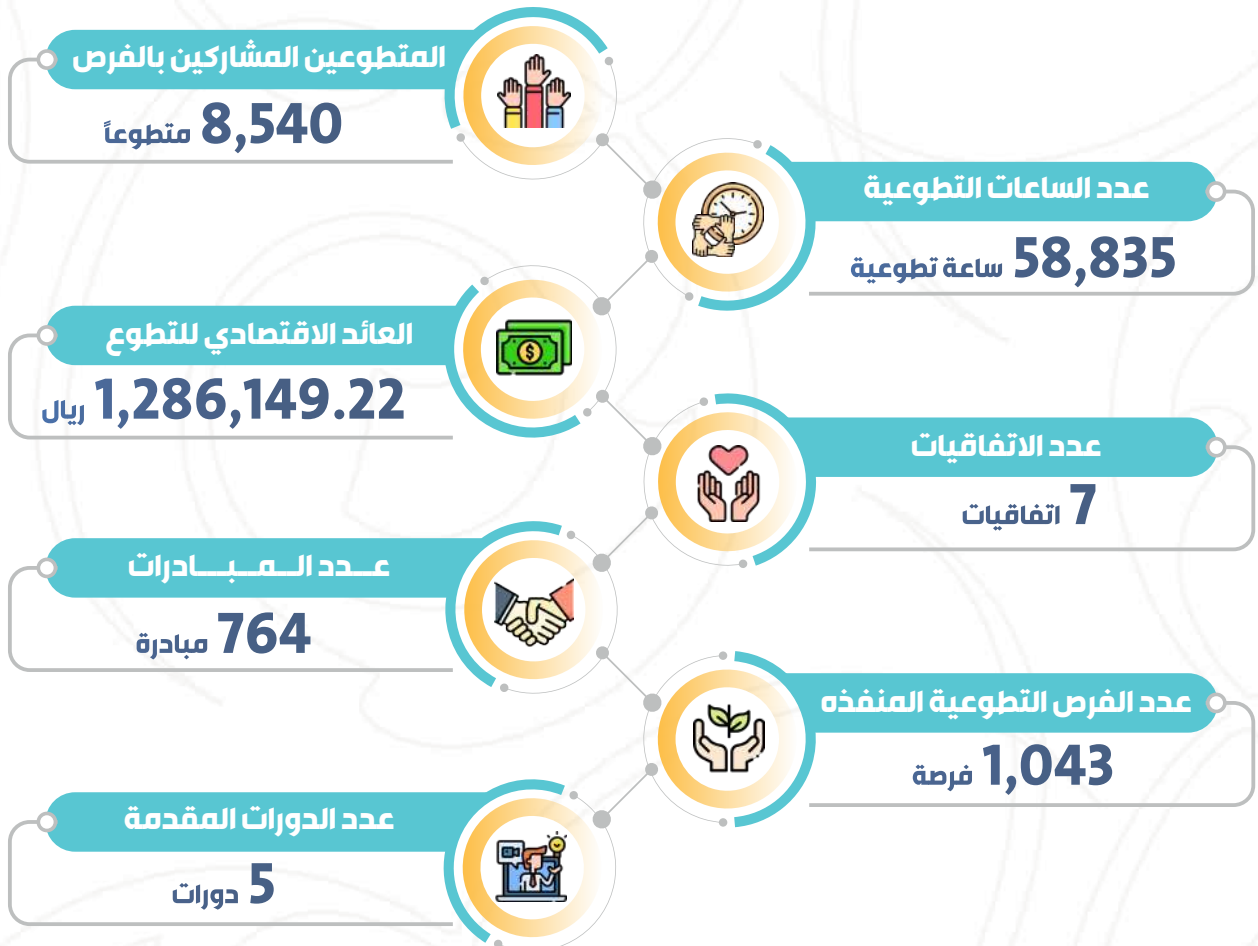 المتطوعين المشاركين بالفرص
8,540 متطوعاً
عدد الساعات التطوعية
58,835 ساعة تطوعية
العائد الاقتصادي للتطوع
1,286,149.22 ريال
عدد الاتفاقيات
7 اتفاقيات
عـــدد الـــمـــبـــادرات
764 مبادرة
عدد الفرص التطوعية المنفذه
1,043 فرصة
عدد الدورات المقدمة
5 دورات